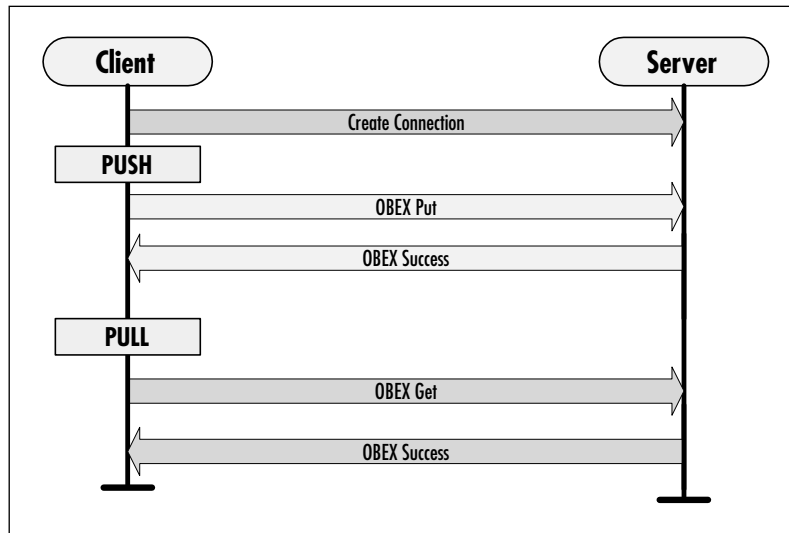 Client
Server
Create Connection
PUSH
OBEX Put
OBEX Success
PULL
OBEX Get
OBEX Success